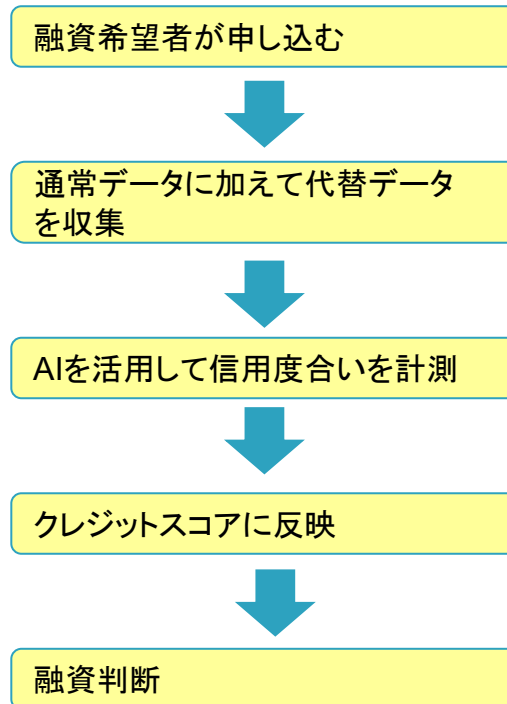 融資希望者が申し込む
通常データに加えて代替データ
を収集
AIを活用して信用度合いを計測
クレジットスコアに反映
融資判断